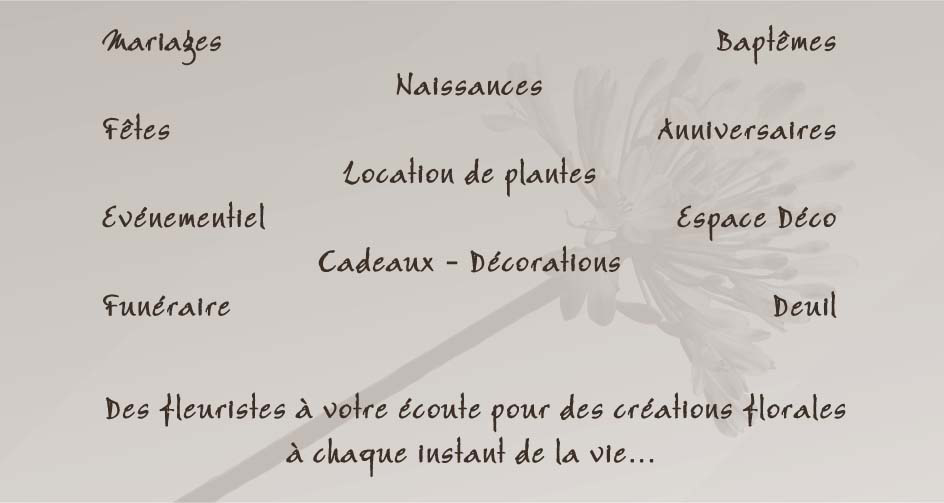 Mariages Baptêmes
Naissances
Fêtes Anniversaires
Location de plantes
Evénementiel Espace Déco
Cadeaux - Décorations
Funéraire Deuil
Des fleuristes à votre écoute pour des créations florales
à chaque instant de la vie...